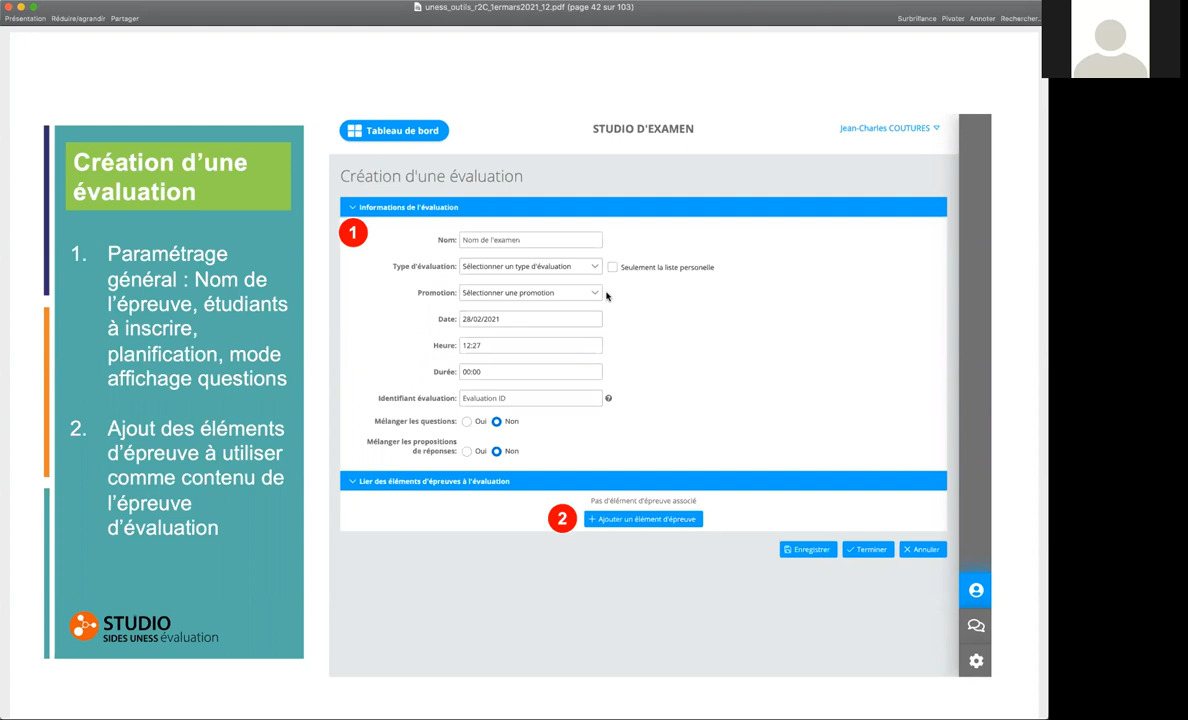 uness_outils_r2C_1ermars2021_12.pdf (page 42 sur 103)
Présentation Réduire/agrandir Partager
Surbrillance Pivoter Annoter Rechercher...
Création d'une
évaluation
1. Paramétrage
général : Nom de
l'épreuve, étudiants
à inscrire,
planification, mode
affichage questions
2. Ajout des éléments
d'épreuve à utiliser
comme contenu de
l'épreuve
d'évaluation
STUDIO
SIDES UNESS évaluation
Tableau de bord
STUDIO D'EXAMEN
Jean-Charles COUTURES
Création d'une évaluation
Informations de l'évaluation
1
Nom: Nom de l'examen
Type d'évaluation: Sélectionner un type d'évaluation Seulement la liste personelle
Promotion: Sélectionner une promotion
Date: 28/02/2021
Heure: 12:27
Durée: 00:00
Identifiant évaluation: Evaluation ID
Mélanger les questions: Oui Non
Mélanger les propositions
de réponses: Oui Non
Lier des éléments d'épreuves à l'évaluation
Pas d'élément d'épreuve associé
2 + Ajouter un élément d'épreuve
Enregistrer Terminer Annuler